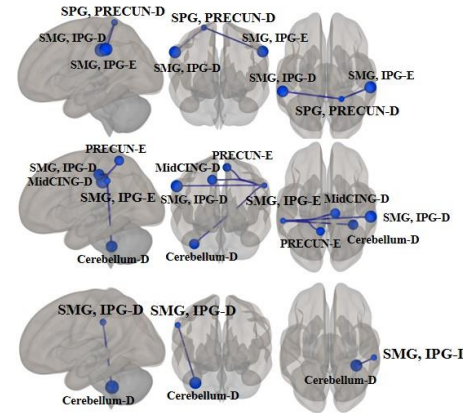 SPG, PRECUN-D
SMG, IPG-D
SMG, IPG-E
SPG, PRECUN-D
SMG, IPG-E
SMG, IPG-D
SMG, IPG-E
SMG, IPG-D
SPG, PRECUN-D
PRECUN-E
SMG, IPG-D
MidCING-D
SMG, IPG-E
Cerebellum-D
PRECUN-E
MidCING-D
SMG, IPG-D
SMG, IPG-E
Cerebellum-D
MidCING-D
SMG, IPG-D
Cerebellum-D
PRECUN-E
SMG, IPG-D
Cerebellum-D
SMG, IPG-D
Cerebellum-D
SMG, IPG-I
Cerebellum-D